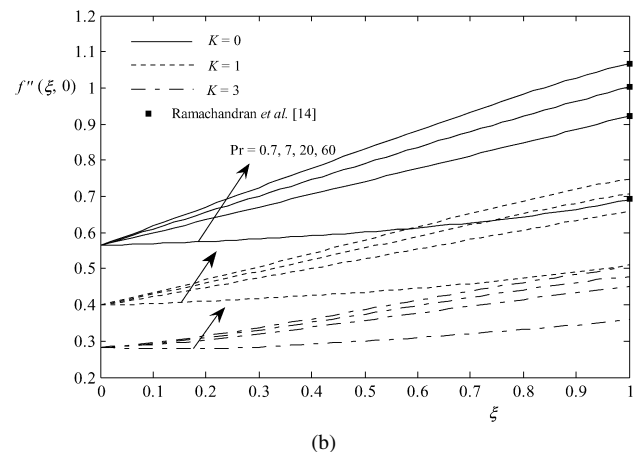 1.2
K = 0
1.1
K = 1
f″ (ξ, 0)
1
K = 3
Ramachandran et al. [14]
0.9
Pr = 0.7, 7, 20, 60
0.8
0.7
0.6
0.5
0.4
0.3
0.2
0 0.1 0.2 0.3 0.4 0.5 0.6 0.7 0.8 0.9 1
ξ
(b)